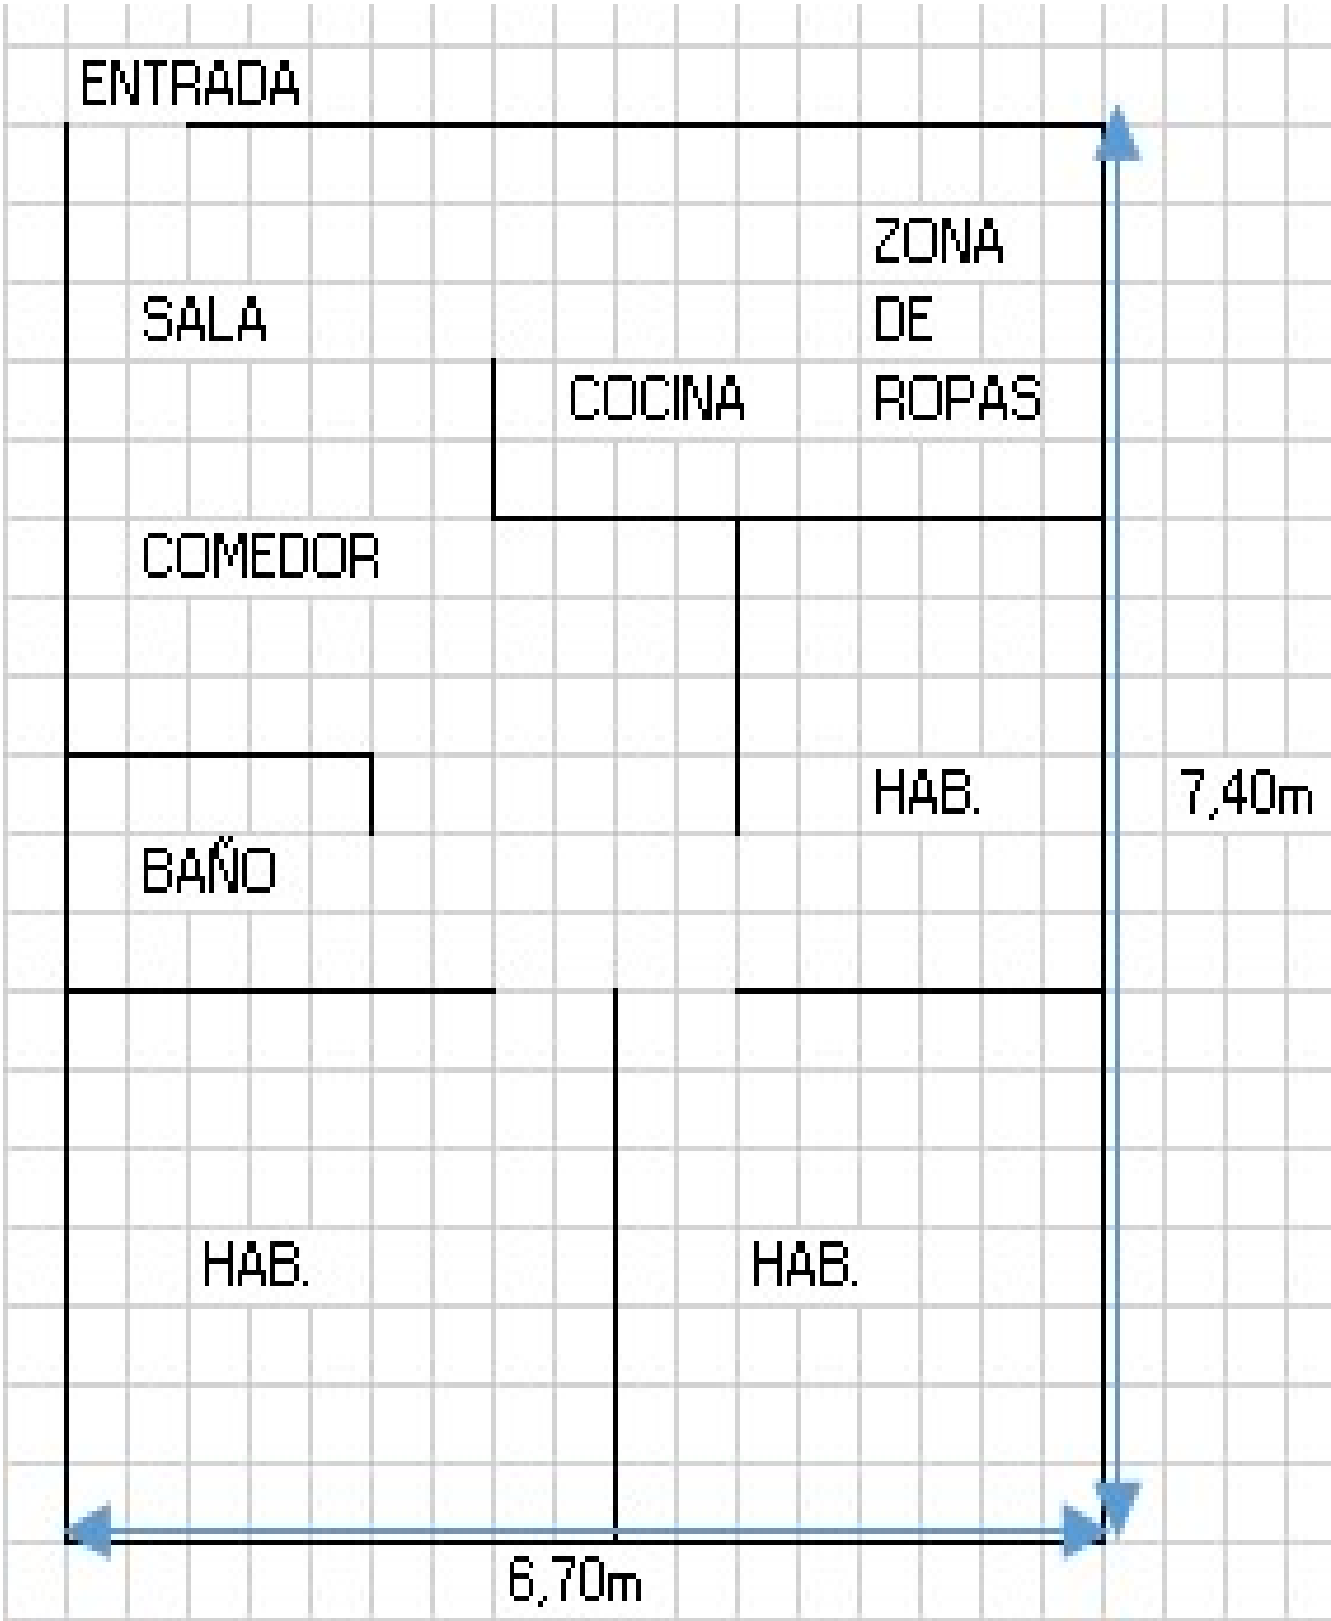 ENTRADA
ZONA
DE
ROPAS
SALA
COCINA
COMEDOR
HAB.
7,40m
BAÑO
HAB.
HAB.
6,70m